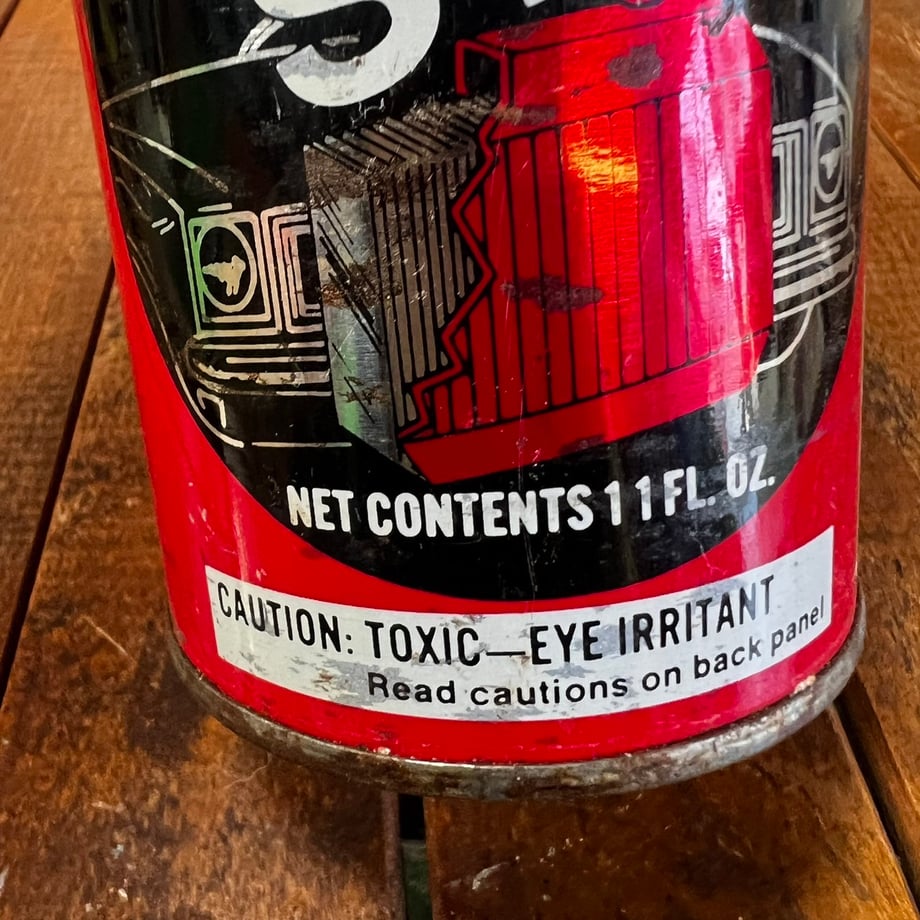 NET CONTENTS 11 FL. OZ.
CAUTION: TOXIC—EYE IRRITANT
Read cautions on back panel